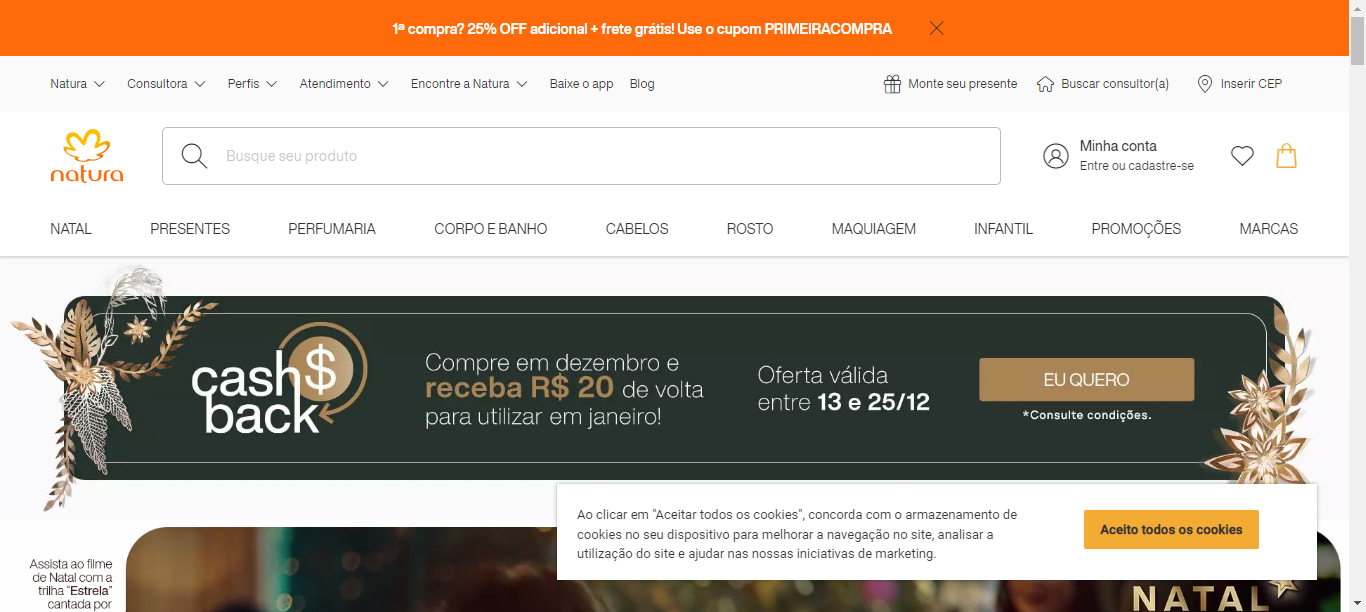 1ª compra? 25% OFF adicional + frete grátis! Use o cupom PRIMEIRACOMPRA
Natura Consultora Perfis Atendimento Encontre a Natura Baixe o app Blog Monte seu presente Buscar consultor(a) Inserir CEP
natura
Busque seu produto
Minha conta
Entre ou cadastre-se
NATAL PRESENTES PERFUMARIA CORPO E BANHO CABELOS ROSTO MAQUIAGEM INFANTIL PROMOÇÕES MARCAS
cash$
back
Compre em dezembro e
receba R$ 20 de volta
para utilizar em janeiro!
Oferta válida
entre 13 e 25/12
EU QUERO
*Consulte condições.
Ao clicar em "Aceitar todos os cookies", concorda com o armazenamento de
cookies no seu dispositivo para melhorar a navegação no site, analisar a
utilização do site e ajudar nas nossas iniciativas de marketing.
Aceito todos os cookies
Assista ao filme
de Natal com a
trilha “Estrela”
cantada por
NATAL